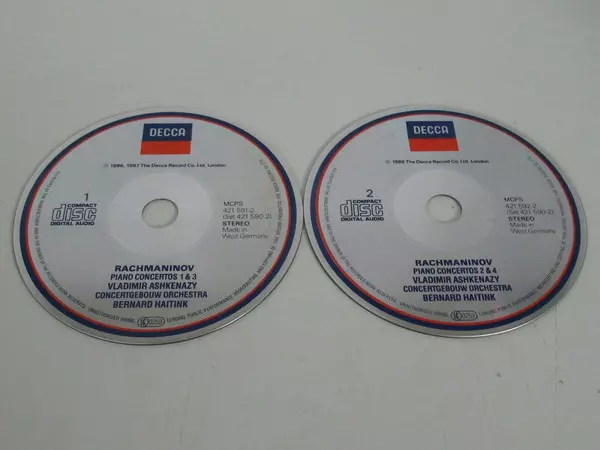 DECCA
℗ 1986, 1987 The Decca Record Co. Ltd. London.
1
COMPACT
disc
DIGITAL AUDIO
MCPS
421 591-2
(Set 421 590-2)
STEREO
Made in
West Germany
RACHMANINOV
PIANO CONCERTOS 1 & 3
VLADIMIR ASHKENAZY
CONCERTGEBOUW ORCHESTRA
BERNARD HAITINK
DECCA
℗ 1986 The Decca Record Co. Ltd. London.
2
COMPACT
disc
DIGITAL AUDIO
MCPS
421 592-2
(Set 421 590-2)
STEREO
Made in
West Germany
RACHMANINOV
PIANO CONCERTOS 2 & 4
VLADIMIR ASHKENAZY
CONCERTGEBOUW ORCHESTRA
BERNARD HAITINK